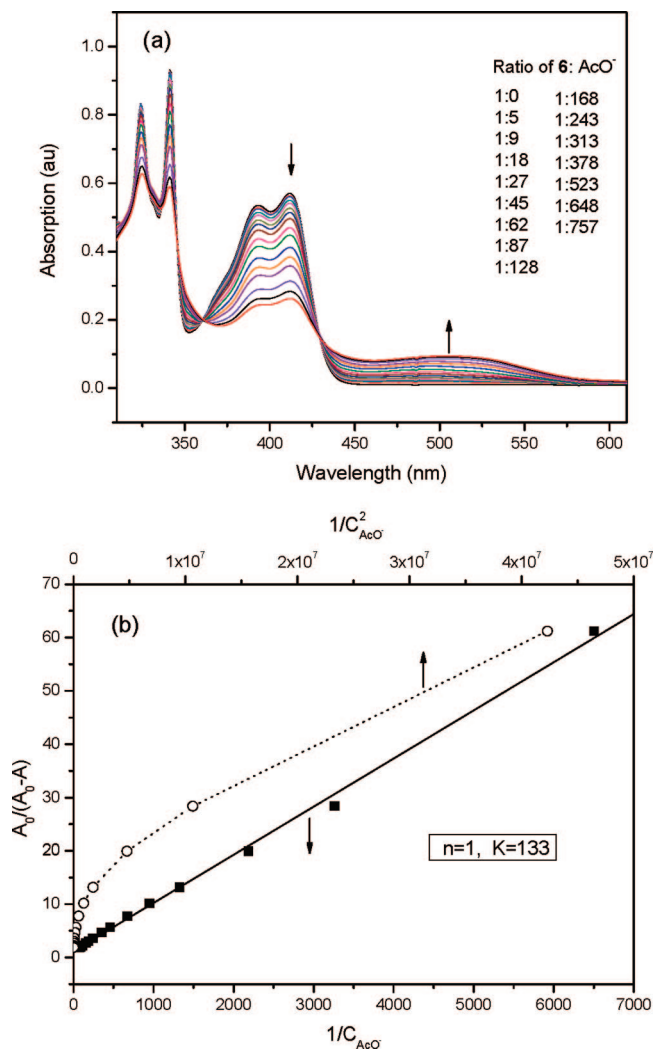 (a)
1.0
0.8
0.6
0.4
0.2
0.0
Absorption (au)
Ratio of 6: AcO⁻
1:0 1:168
1:5 1:243
1:9 1:313
1:18 1:378
1:27 1:523
1:45 1:648
1:62 1:757
1:87
1:128
350 400 450 500 550 600
Wavelength (nm)
1/C²AcO⁻
0 1x10⁷ 2x10⁷ 3x10⁷ 4x10⁷ 5x10⁷
(b)
70
60
50
40
30
20
10
0
A₀/(A₀-A)
n=1, K=133
0 1000 2000 3000 4000 5000 6000 7000
1/CAcO⁻